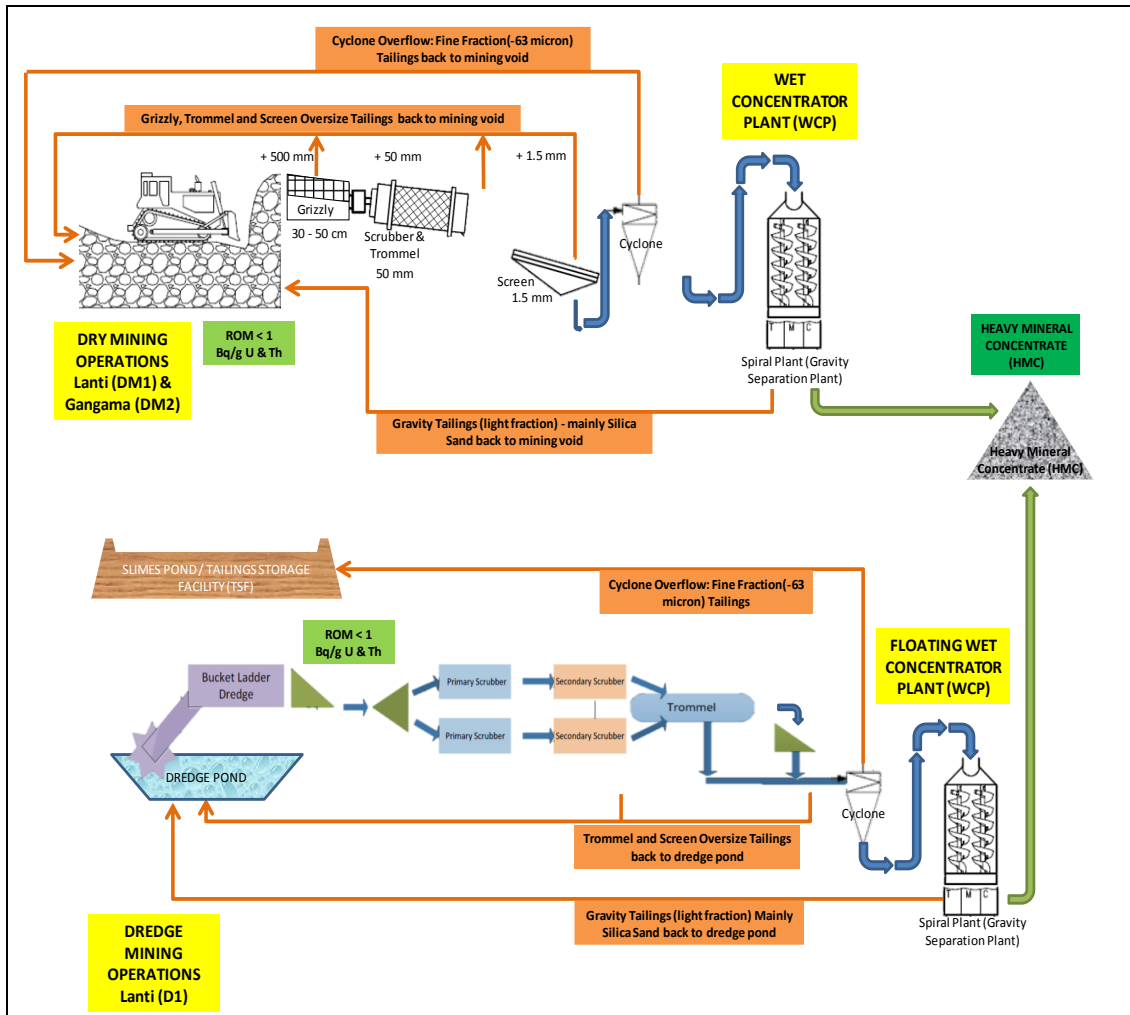 Cyclone Overflow: Fine Fraction(-63 micron)
Tailings back to mining void
WET
CONCENTRATOR
PLANT (WCP)
Grizzly, Trommel and Screen Oversize Tailings back to mining void
+ 500 mm
+ 50 mm
+ 1.5 mm
Grizzly
30 - 50 cm
Scrubber &
Trommel
50 mm
Cyclone
Screen
1.5 mm
T M C
Spiral Plant (Gravity
Separation Plant)
DRY MINING
OPERATIONS
Lanti (DM1) &
Gangama (DM2)
ROM < 1
Bq/g U & Th
HEAVY MINERAL
CONCENTRATE
(HMC)
Gravity Tailings (light fraction) - mainly Silica
Sand back to mining void
Heavy Mineral
Concentrate (HMC)
SLIMES POND / TAILINGS STORAGE
FACILITY (TSF)
Cyclone Overflow: Fine Fraction(-63
micron) Tailings
ROM < 1
Bq/g U & Th
FLOATING WET
CONCENTRATOR
PLANT (WCP)
Bucket Ladder
Dredge
Primary Scrubber
Secondary Scrubber
Trommel
Primary Scrubber
Secondary Scrubber
DREDGE POND
Cyclone
Trommel and Screen Oversize Tailings
back to dredge pond
T M C
Spiral Plant (Gravity
Separation Plant)
Gravity Tailings (light fraction) Mainly
Silica Sand back to dredge pond
DREDGE
MINING
OPERATIONS
Lanti (D1)